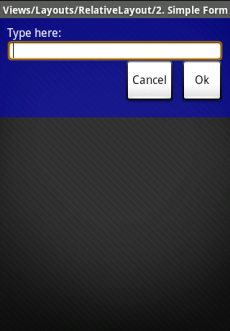 Views/Layouts/RelativeLayout/2. Simple Form
Type here:
Cancel Ok